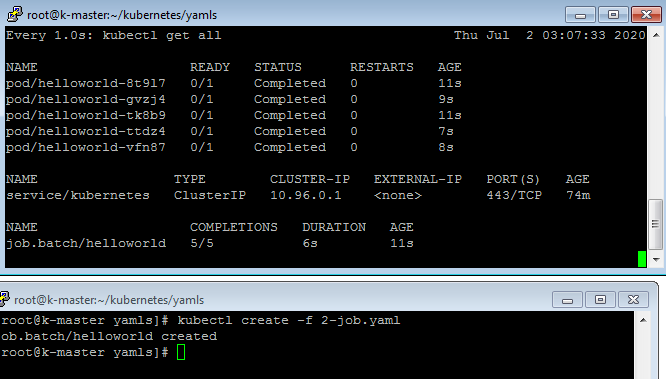 root@k-master:~/kubernetes/yamls
Every 1.0s: kubectl get all Thu Jul 2 03:07:33 2020
NAME READY STATUS RESTARTS AGE
pod/helloworld-8t9l7 0/1 Completed 0 11s
pod/helloworld-gvzj4 0/1 Completed 0 9s
pod/helloworld-tk8b9 0/1 Completed 0 11s
pod/helloworld-ttdz4 0/1 Completed 0 7s
pod/helloworld-vfn87 0/1 Completed 0 8s
NAME TYPE CLUSTER-IP EXTERNAL-IP PORT(S) AGE
service/kubernetes ClusterIP 10.96.0.1 <none> 443/TCP 74m
NAME COMPLETIONS DURATION AGE
job.batch/helloworld 5/5 6s 11s
root@k-master:~/kubernetes/yamls
root@k-master yamls]# kubectl create -f 2-job.yaml
ob.batch/helloworld created
root@k-master yamls]#